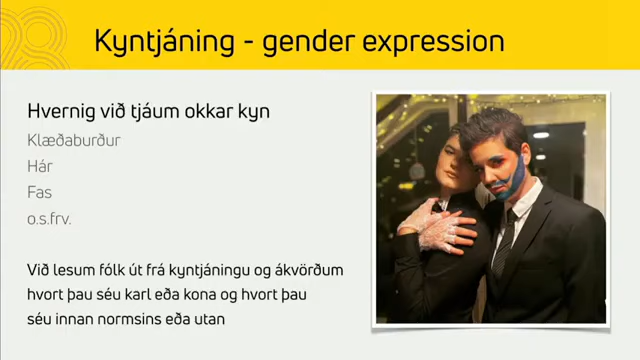 Kyntjáning - gender expression
Hvernig við tjáum okkar kyn
Klæðaburður
Hár
Fas
o.s.frv.
Við lesum fólk út frá kyntjáningu og ákvörðum
hvort þau séu karl eða kona og hvort þau
séu innan normsins eða utan